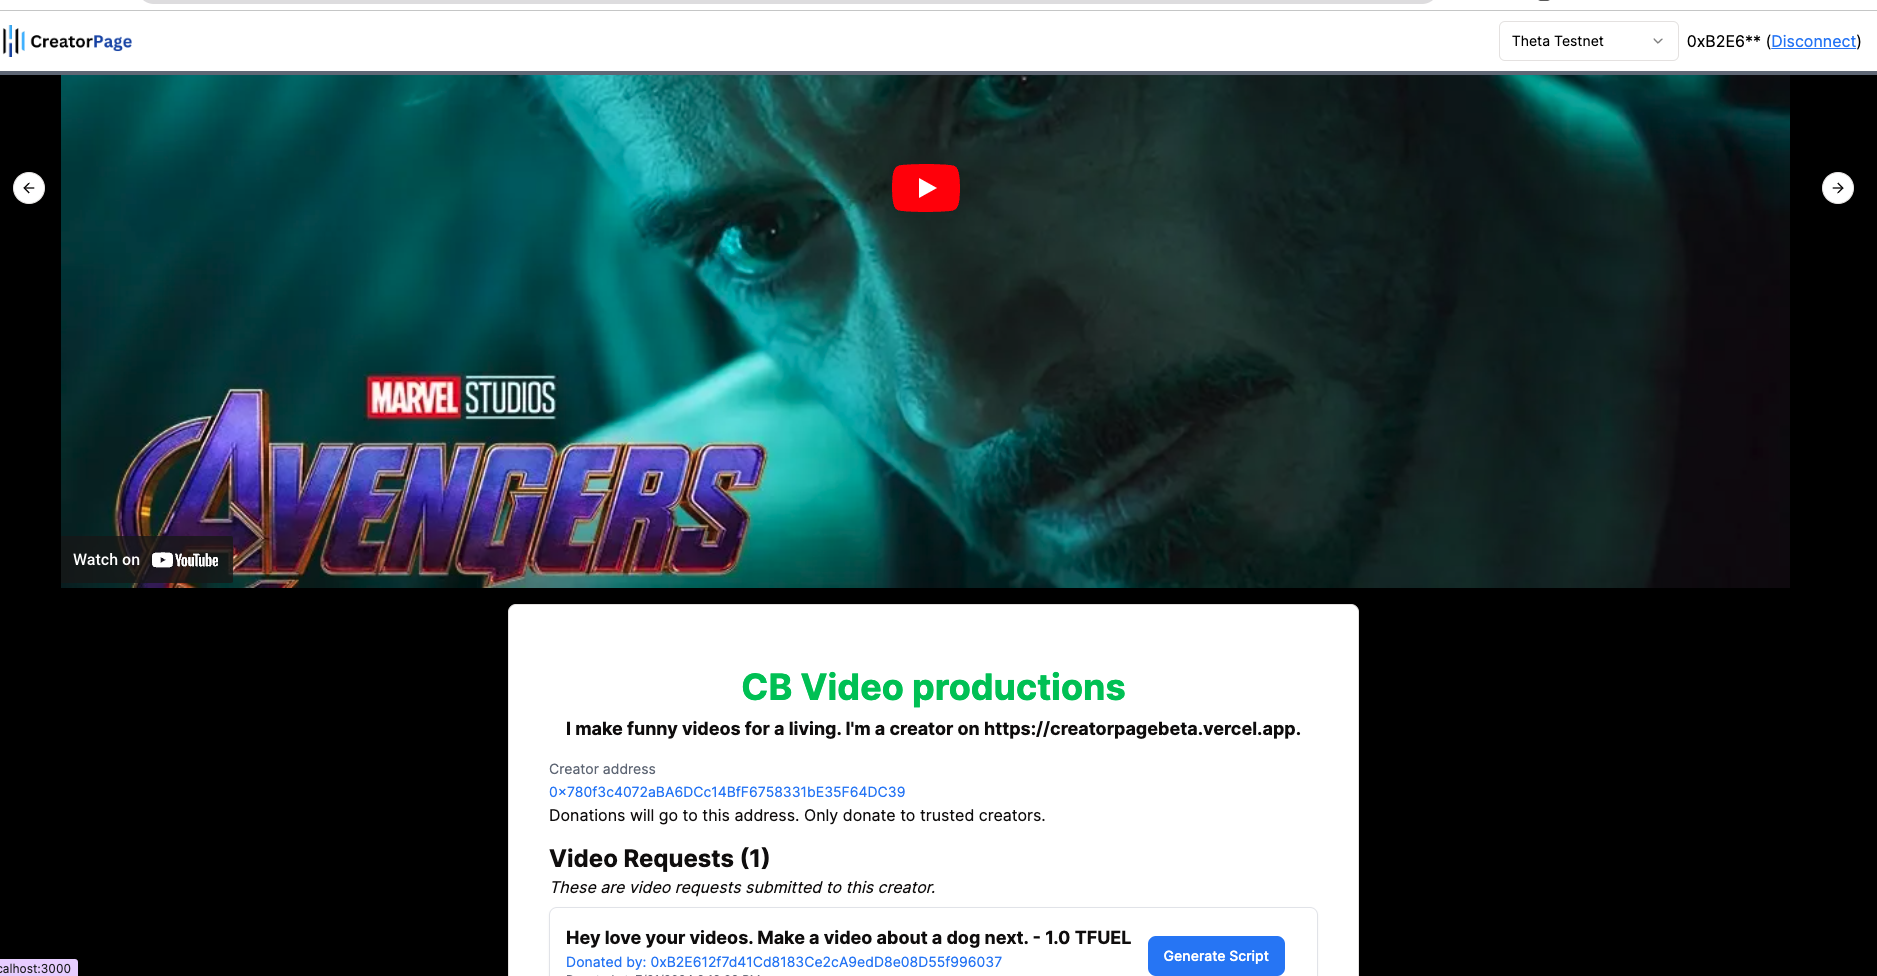 CreatorPage
Theta Testnet
0xB2E6** (Disconnect)
MARVEL STUDIOS
AVENGERS
Watch on YouTube
CB Video productions
I make funny videos for a living. I'm a creator on https://creatorpagebeta.vercel.app.
Creator address
0x780f3c4072aBA6DCc14BfF6758331bE35F64DC39
Donations will go to this address. Only donate to trusted creators.
Video Requests (1)
These are video requests submitted to this creator.
Hey love your videos. Make a video about a dog next. - 1.0 TFUEL
Generate Script
Donated by: 0xB2E612f7d41Cd8183Ce2cA9edD8e08D55f996037
calhost:3000